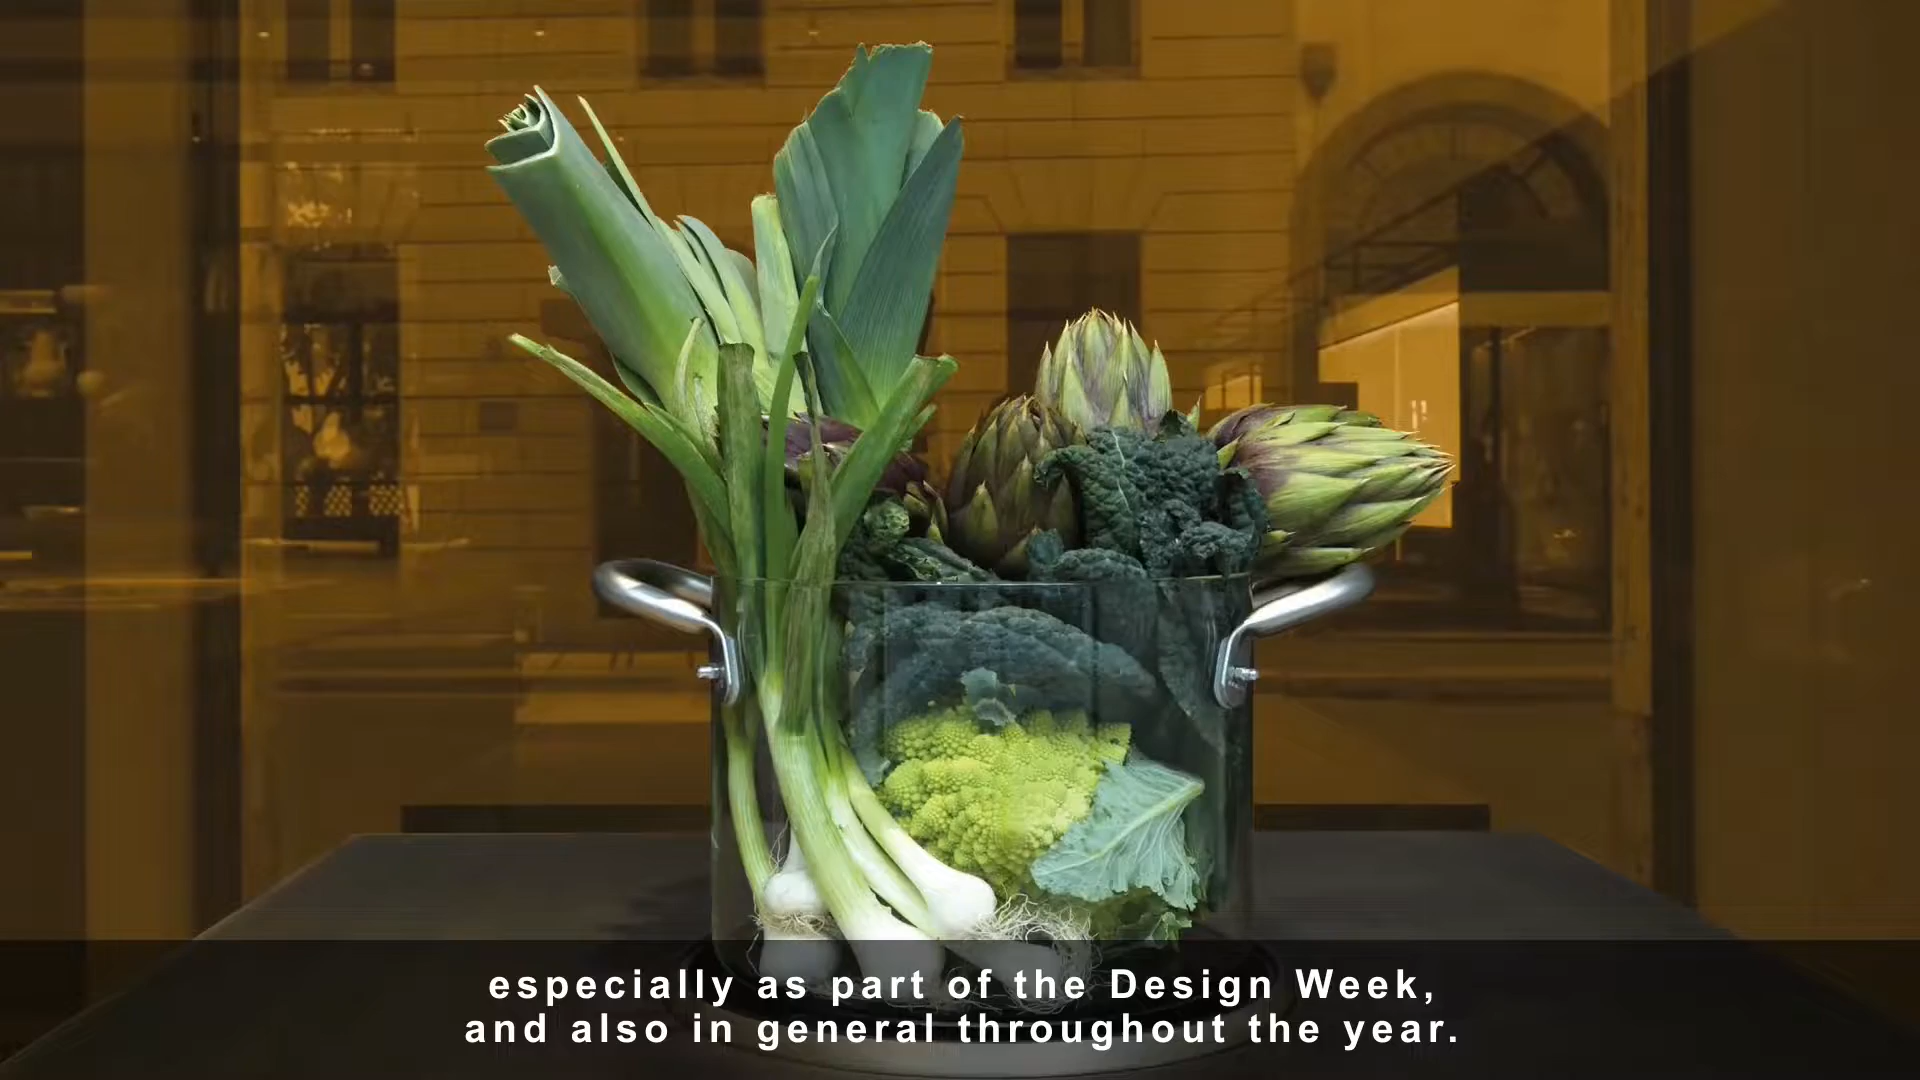 especially as part of the Design Week,
and also in general throughout the year.